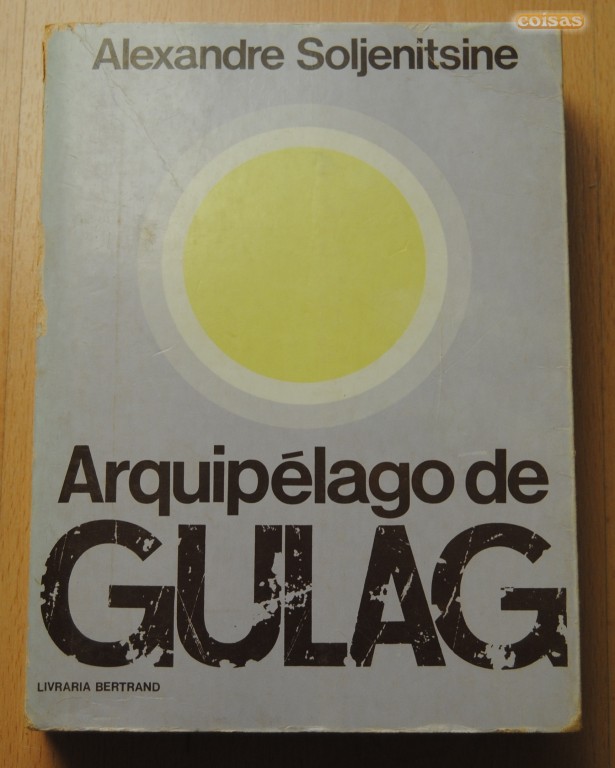 coisas
Alexandre Soljenitsine
Arquipélago de
GULAG
LIVRARIA BERTRAND